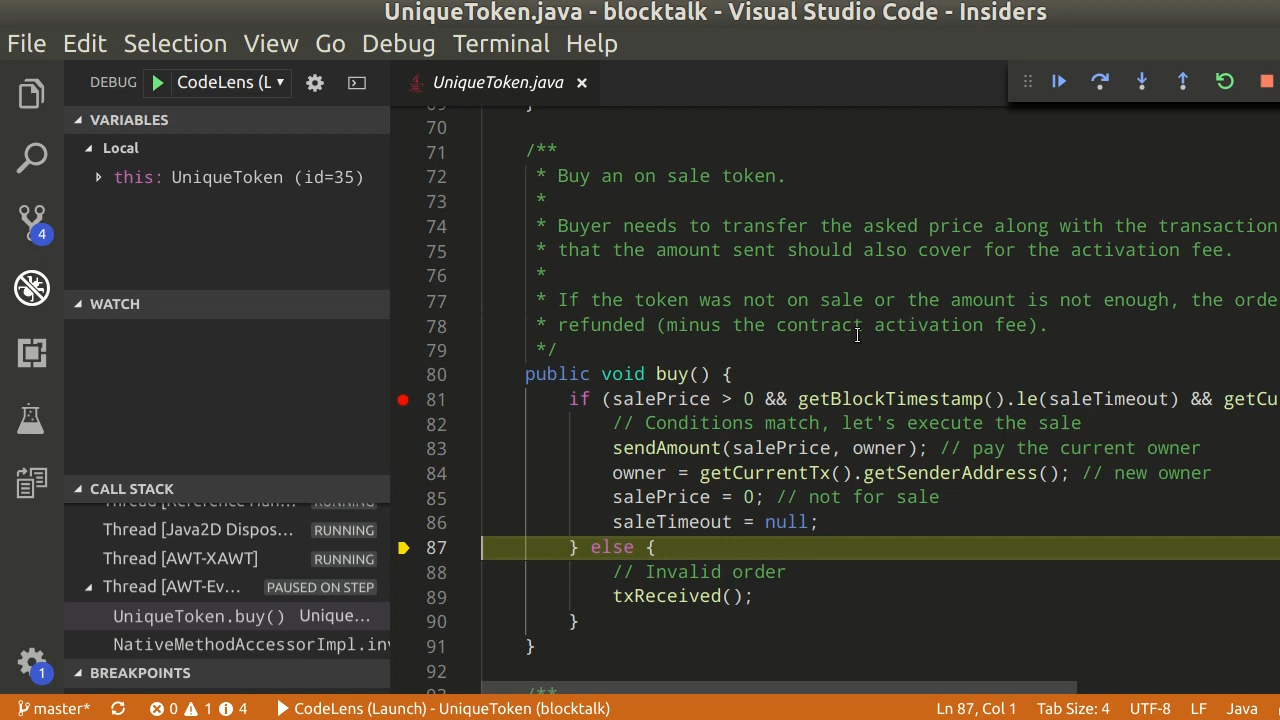 UniqueToken.java - blocktalk - Visual Studio Code - Insiders
File Edit Selection View Go Debug Terminal Help
DEBUG CodeLens (L
UniqueToken.java ×
VARIABLES
Local
this: UniqueToken (id=35)
WATCH
CALL STACK
RUNNING
Thread [Java2D Dispos... RUNNING
Thread [AWT-XAWT] RUNNING
Thread [AWT-Ev... PAUSED ON STEP
UniqueToken.buy() Unique...
NativeMethodAccessorImpl.inv
BREAKPOINTS
4
1
69 }
70
71 /**
72 * Buy an on sale token.
73 *
74 * Buyer needs to transfer the asked price along with the transaction
75 * that the amount sent should also cover for the activation fee.
76 *
77 * If the token was not on sale or the amount is not enough, the orde
78 * refunded (minus the contract activation fee).
79 */
80 public void buy() {
81 if (salePrice > 0 && getBlockTimestamp().le(saleTimeout) && getCu
82 // Conditions match, let's execute the sale
83 sendAmount(salePrice, owner); // pay the current owner
84 owner = getCurrentTx().getSenderAddress(); // new owner
85 salePrice = 0; // not for sale
86 saleTimeout = null;
87 } else {
88 // Invalid order
89 txReceived();
90 }
91 }
92
93 /**
master* 0 1 4 CodeLens (Launch) - UniqueToken (blocktalk) Ln 87, Col 1 Tab Size: 4 UTF-8 LF Java